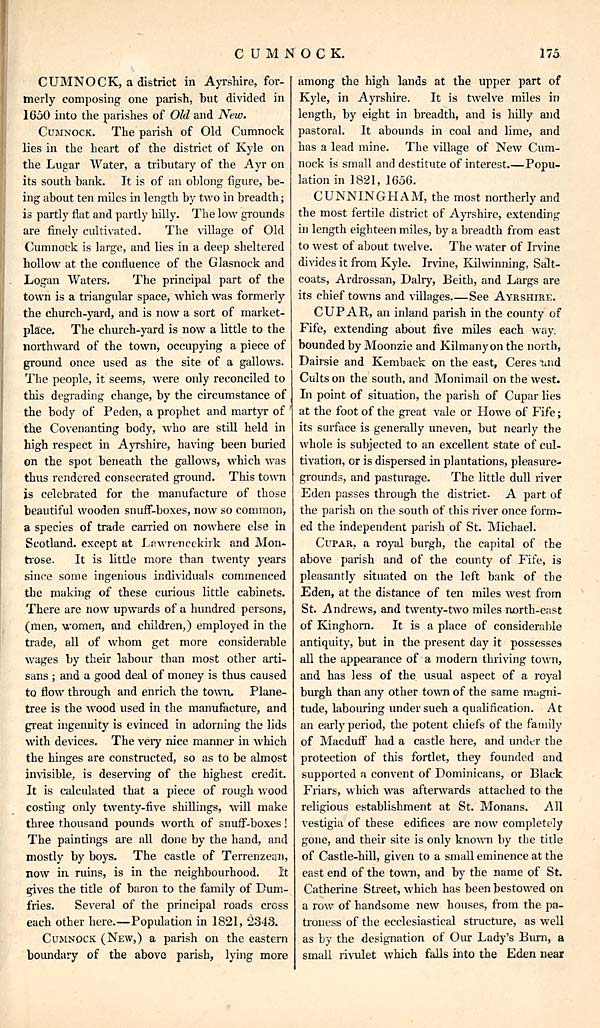 CUMNOCK.
175
CUMNOCK, a district in Ayrshire, for-
merly composing one parish, but divided in
1650 into the parishes of Old and New.
CUMNOCK. The parish of Old Cumnock
lies in the heart of the district of Kyle on
the Lugar Water, a tributary of the Ayr on
its south bank. It is of an oblong figure, be-
ing about ten miles in length by two in breadth;
is partly flat and partly hilly. The low grounds
are finely cultivated. The village of Old
Cumnock is large, and lies in a deep sheltered
hollow at the confluence of the Glasnock and
Logan Waters. The principal part of the
town is a triangular space, which was formerly
the church-yard, and is now a sort of market-
place. The church-yard is now a little to the
northward of the town, occupying a piece of
ground once used as the site of a gallows.
The people, it seems, were only reconciled to
this degrading change, by the circumstance of
the body of Peden, a prophet and martyr of
the Covenanting body, who are still held in
high respect in Ayrshire, having been buried
on the spot beneath the gallows, which was
thus rendered consecrated ground. This town
is celebrated for the manufacture of those
beautiful wooden snuff-boxes, now so common,
a species of trade carried on nowhere else in
Scotland. except at Lawrencekirk and Mon-
trose. It is little more than twenty years
since some ingenious individuals commenced
the making of these curious little cabinets.
There are now upwards of a hundred persons,
(men, women, and children,) employed in the
trade, all of whom get more considerable
wages by their labour than most other arti-
sans; and a good deal of money is thus caused
to flow through and enrich the town. Plane-
tree is the wood used in the manufacture, and
great ingenuity is evinced in adorning the lids
with devices. The very nice manner in which
the hinges are constructed, so as to be almost
invisible, is deserving of the highest credit.
It is calculated that a piece of rough wood
costing only twenty-five shillings, will make
three thousand pounds worth of snuff-boxes!
The paintings are all done by the hand, and
mostly by boys. The castle of Terrenzean,
now in ruins, is in the neighbourhood. It
gives the title of baron to the family of Dum-
fries. Several of the principal roads cross
each other here.—Population in 1821, 2343.
CUMNOCK (NEW,) a parish on the eastern
boundary of the above parish, lying more
among the high lands at the upper part of
Kyle, in Ayrshire. It is twelve miles in
length, by eight in breadth, and is hilly and
pastoral. It abounds in coal and lime, and
has a lead mine. The village of New Cum-
nock is small and destitute of interest.—Popu-
lation in 1821, 1656.
CUNNINGHAM, the most northerly and
the most fertile district of Ayrshire, extending
in length eighteen miles, by a breadth from east
to west of about twelve. The water of Irvine
divides it from Kyle. Irvine, Kilwinning, Salt-
coats, Ardrossan, Dalry, Beith, and Largs are
its chief towns and villages.—See AYRSHIRE.
CUPAR, an inland parish in the county of
Fife, extending about five miles each way,
bounded by Moonzie and Kilmany on the north,
Dairsie and Kemback on the east, Ceres and
Cults on the south, and Monimail on the west.
In point of situation, the parish of Cupar lies
at the foot of the great vale or Howe of Fife;
its surface is generally uneven, but nearly the
whole is subjected to an excellent state of cul-
tivation, or is dispersed in plantations, pleasure-
grounds, and pasturage. The little dull river
Eden passes through the district. A part of
the parish on the south of this river once form-
ed the independent parish of St. Michael.
CUPAR, a royal burgh, the capital of the
above parish and of the county of Fife, is
pleasantly situated on the left bank of the
Eden, at the distance of ten miles west from
St. Andrews, and twenty-two miles north-east
of Kinghorn. It is a place of considerable
antiquity, but in the present day it possesses
all the appearance of a modern thriving town,
and has less of the usual aspect of a royal
burgh than any other town of the same magni-
tude, labouring under such a qualification. At
an early period, the potent chiefs of the family
of Macduff had a castle here, and under the
protection of this fortlet, they founded and
supported a convent of Dominicans, or Black
Friars, which was afterwards attached to the
religious establishment at St. Monans. All
vestigia of these edifices are now completely
gone, and their site is only known by the title
of Castle-hill, given to a small eminence at the
east end of the town, and by the name of St.
Catherine Street, which has been bestowed on
a row of handsome new houses, from the pa-
troness of the ecclesiastical structure, as well
as by the designation of Our Lady's Burn, a
small rivulet which falls into the Eden near